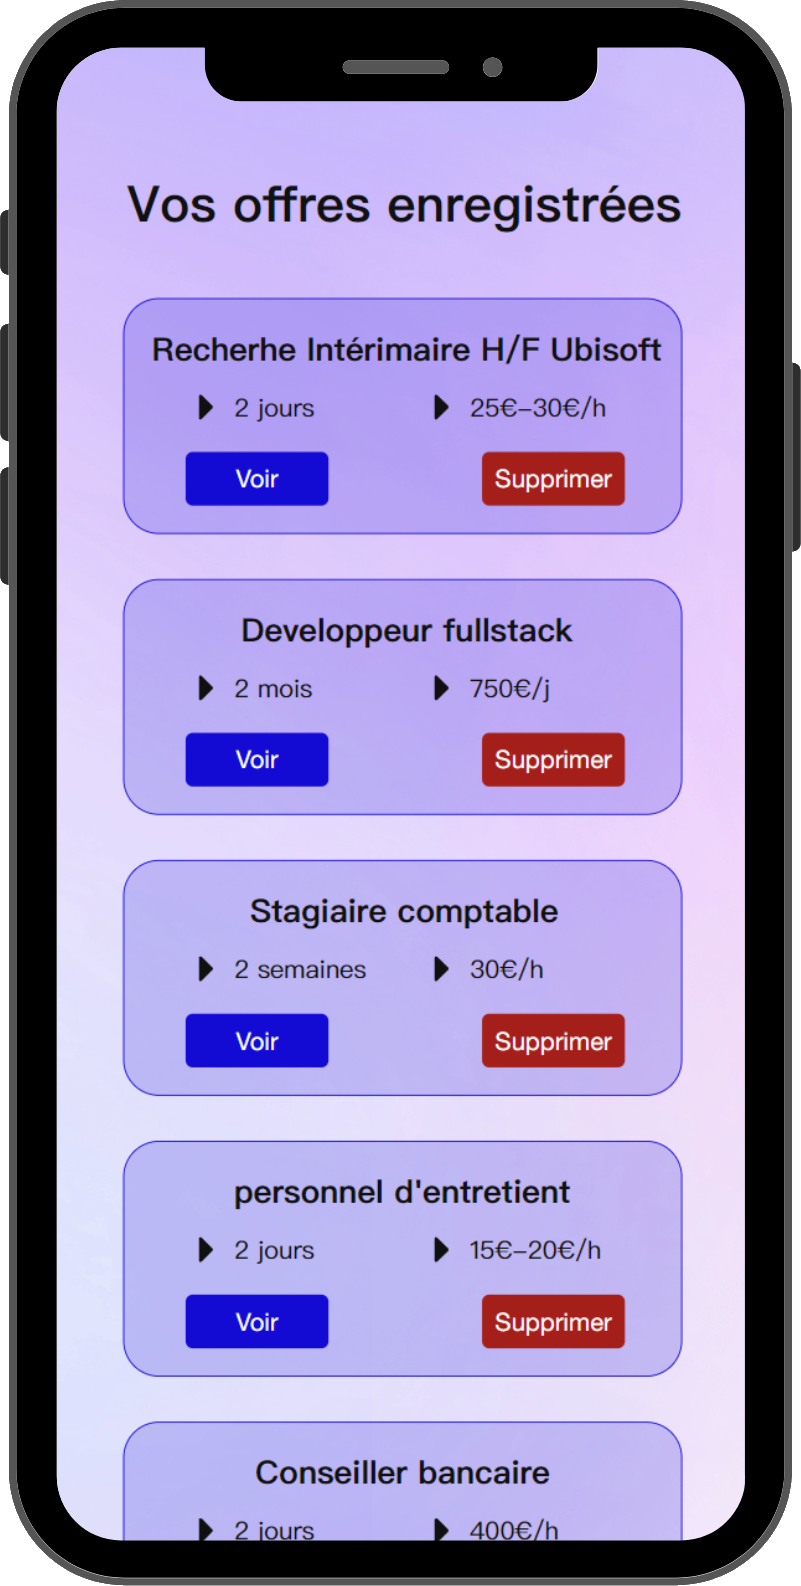 Vos offres enregistrées
Recherhe Intérimaire H/F Ubisoft
2 jours 25€–30€/h
Voir Supprimer
Developpeur fullstack
2 mois 750€/j
Voir Supprimer
Stagiaire comptable
2 semaines 30€/h
Voir Supprimer
personnel d'entretient
2 jours 15€–20€/h
Voir Supprimer
Conseiller bancaire
2 jours 400€/h